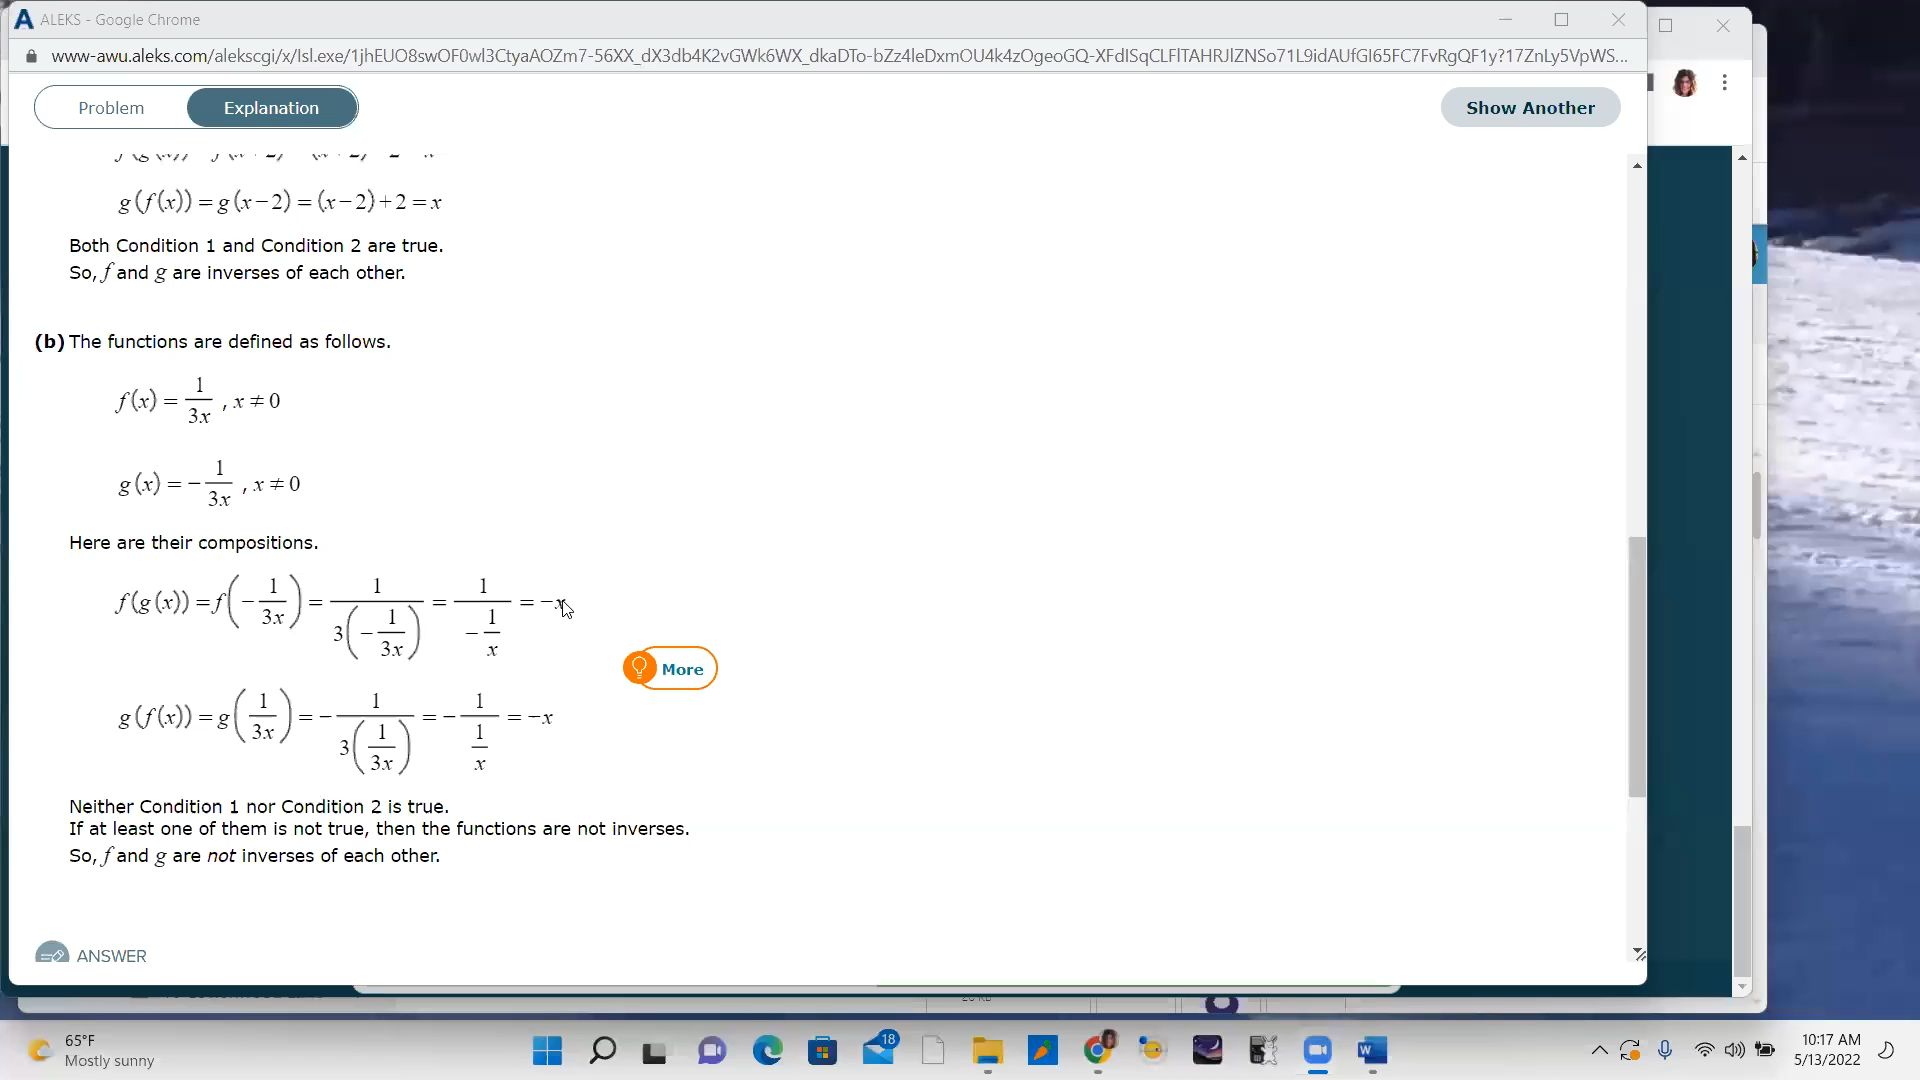 ALEKS - Google Chrome
www-awu.aleks.com/alekscgi/x/Isl.exe/1jhEUO8swOF0wl3CtyaAOZm7-56XX_dX3db4K2vGWk6WX_dkaDTo-bZz4leDxmOU4k4zOgeoGQ-XFdISqCLFlTAHRJlZNSo71L9idAUfGI65FC7FvRgQF1y?17ZnLy5VpWS...
Problem Explanation Show Another
g(f(x)) = g(x−2) = (x−2)+2 = x
Both Condition 1 and Condition 2 are true.
So, f and g are inverses of each other.
(b) The functions are defined as follows.
f(x) = 1/3x , x ≠ 0
g(x) = −1/3x , x ≠ 0
Here are their compositions.
f(g(x)) = f(−1/3x) = 1/3(−1/3x) = 1/−1/x = −x
More
g(f(x)) = g(1/3x) = −1/3(1/3x) = −1/1/x = −x
Neither Condition 1 nor Condition 2 is true.
If at least one of them is not true, then the functions are not inverses.
So, f and g are not inverses of each other.
ANSWER
65°F
Mostly sunny
18
10:17 AM
5/13/2022